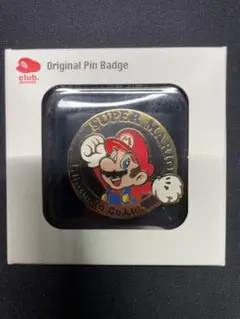 club.
Original Pin Badge
SUPER MARIO
Nintendo Co.,Ltd.